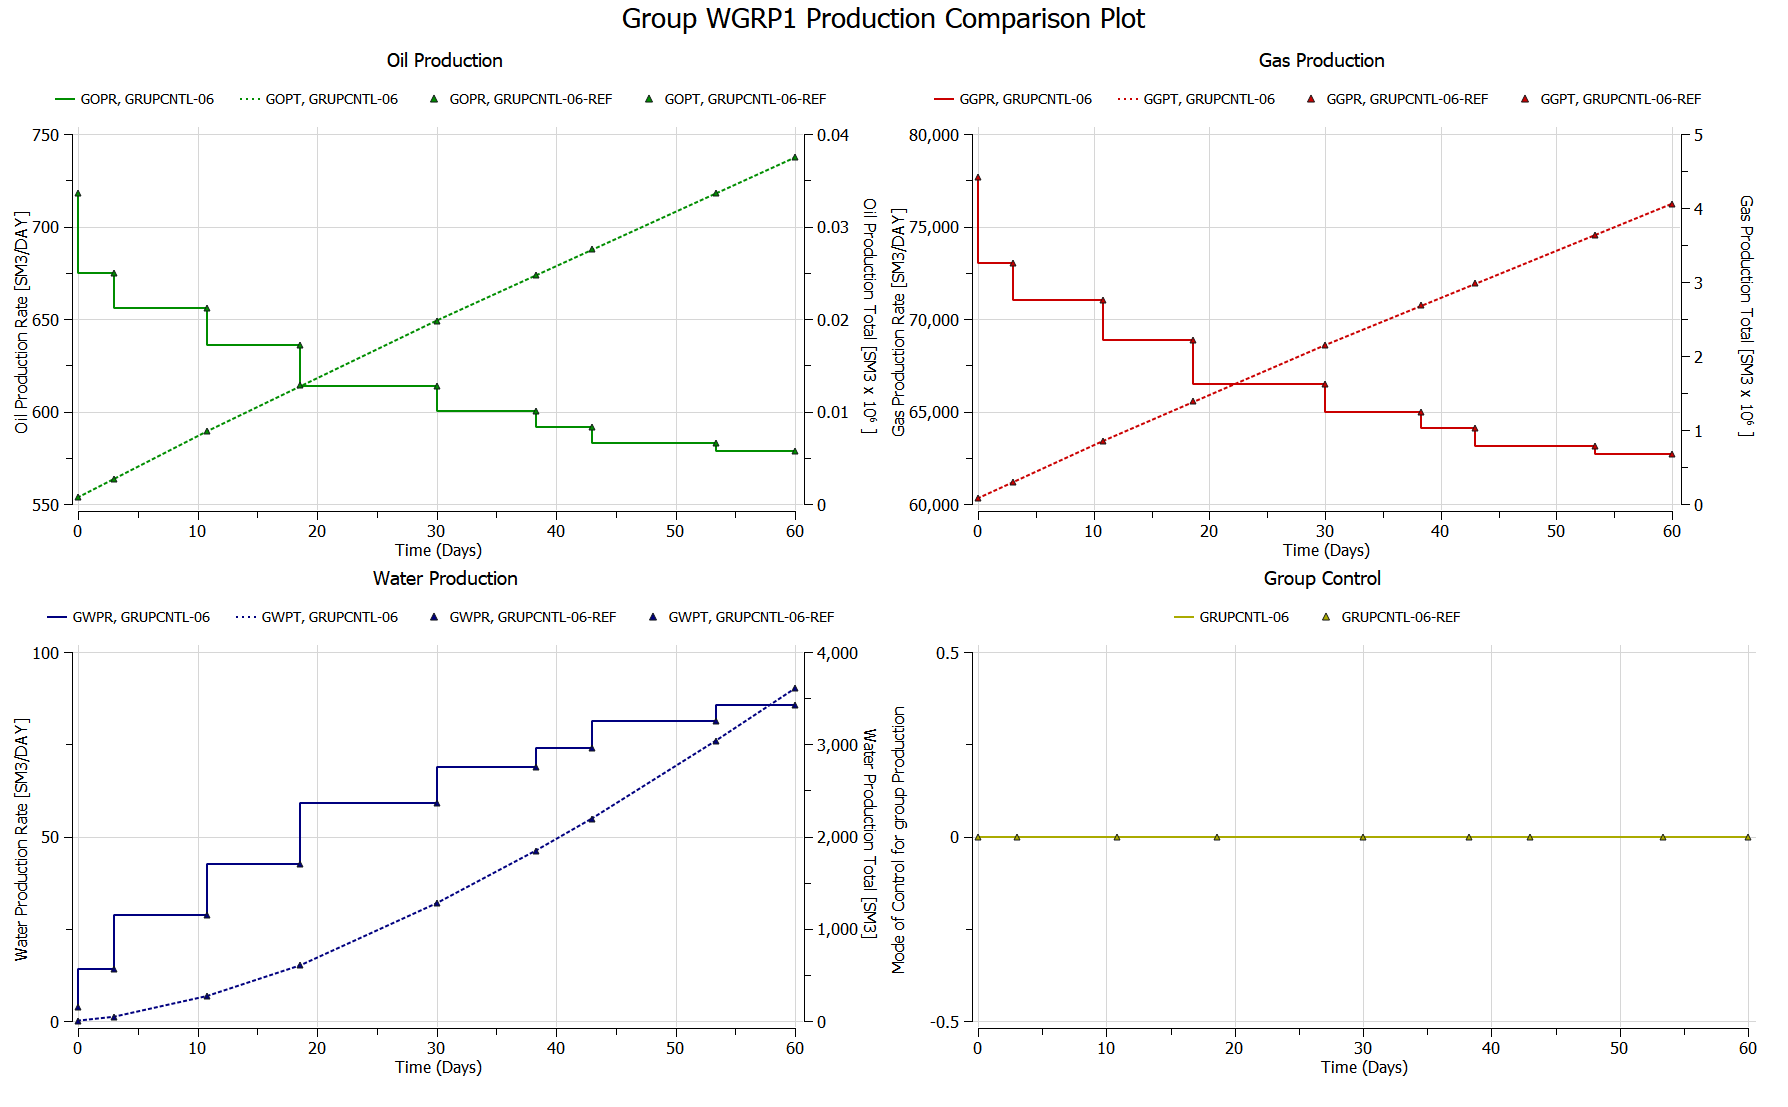 Group WGRP1 Production Comparison Plot
Oil Production
GOPR, GRUPCNTL-06 GOPT, GRUPCNTL-06 GOPR, GRUPCNTL-06-REF GOPT, GRUPCNTL-06-REF
750
700
650
600
550
Oil Production Rate [SM3/DAY]
0.04
0.03
0.02
0.01
0
Oil Production Total [SM3 x 10⁶ ]
0 10 20 30 40 50 60
Time (Days)
Gas Production
GGPR, GRUPCNTL-06 GGPT, GRUPCNTL-06 GGPR, GRUPCNTL-06-REF GGPT, GRUPCNTL-06-REF
80,000
75,000
70,000
65,000
60,000
Gas Production Rate [SM3/DAY]
5
4
3
2
1
0
Gas Production Total [SM3 x 10⁶ ]
0 10 20 30 40 50 60
Time (Days)
Water Production
GWPR, GRUPCNTL-06 GWPT, GRUPCNTL-06 GWPR, GRUPCNTL-06-REF GWPT, GRUPCNTL-06-REF
100
50
0
Water Production Rate [SM3/DAY]
4,000
3,000
2,000
1,000
0
Water Production Total [SM3]
0 10 20 30 40 50 60
Time (Days)
Group Control
GRUPCNTL-06 GRUPCNTL-06-REF
0.5
0
-0.5
Mode of Control for group Production
0 10 20 30 40 50 60
Time (Days)